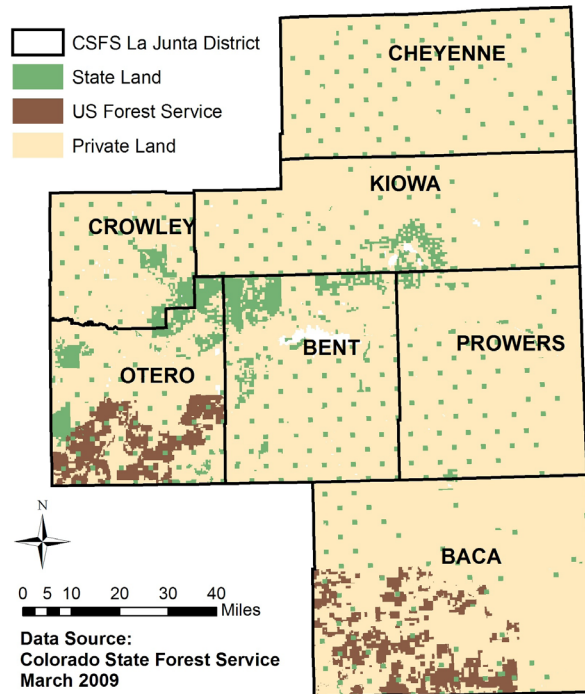 CSFS La Junta District
State Land
US Forest Service
Private Land
CHEYENNE
KIOWA
CROWLEY
OTERO
BENT
PROWERS
BACA
N
0 5 10 20 30 40
Miles
Data Source:
Colorado State Forest Service
March 2009